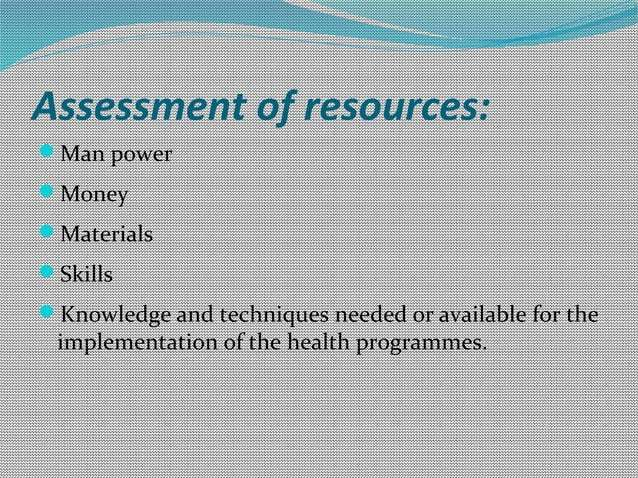 Assessment of resources:
Man power
Money
Materials
Skills
Knowledge and techniques needed or available for the
implementation of the health programmes.